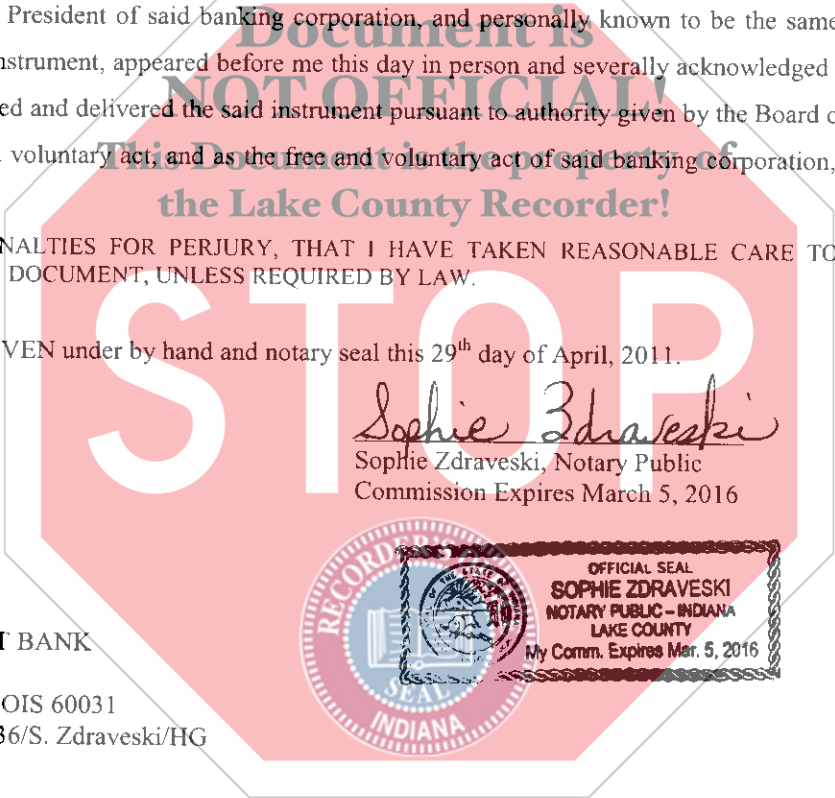 President of said banking corporation, and personally known to be the same
Document is
nstrument, appeared before me this day in person and severally acknowledged
NOT OFFICIAL!
ed and delivered the said instrument pursuant to authority given by the Board o
This Document is the property of
voluntary act, and as the free and voluntary act of said banking corporation,
the Lake County Recorder!
NALTIES FOR PERJURY, THAT I HAVE TAKEN REASONABLE CARE TO
DOCUMENT, UNLESS REQUIRED BY LAW.
STOP
VEN under by hand and notary seal this 29th day of April, 2011.
Sophie Zdraveski
Sophie Zdraveski, Notary Public
Commission Expires March 5, 2016
RECORDER'S
SEAL
INDIANA
OFFICIAL SEAL
SOPHIE ZDRAVESKI
NOTARY PUBLIC – INDIANA
LAKE COUNTY
My Comm. Expires Mar. 5, 2016
BANK
OIS 60031
36/S. Zdraveski/HG